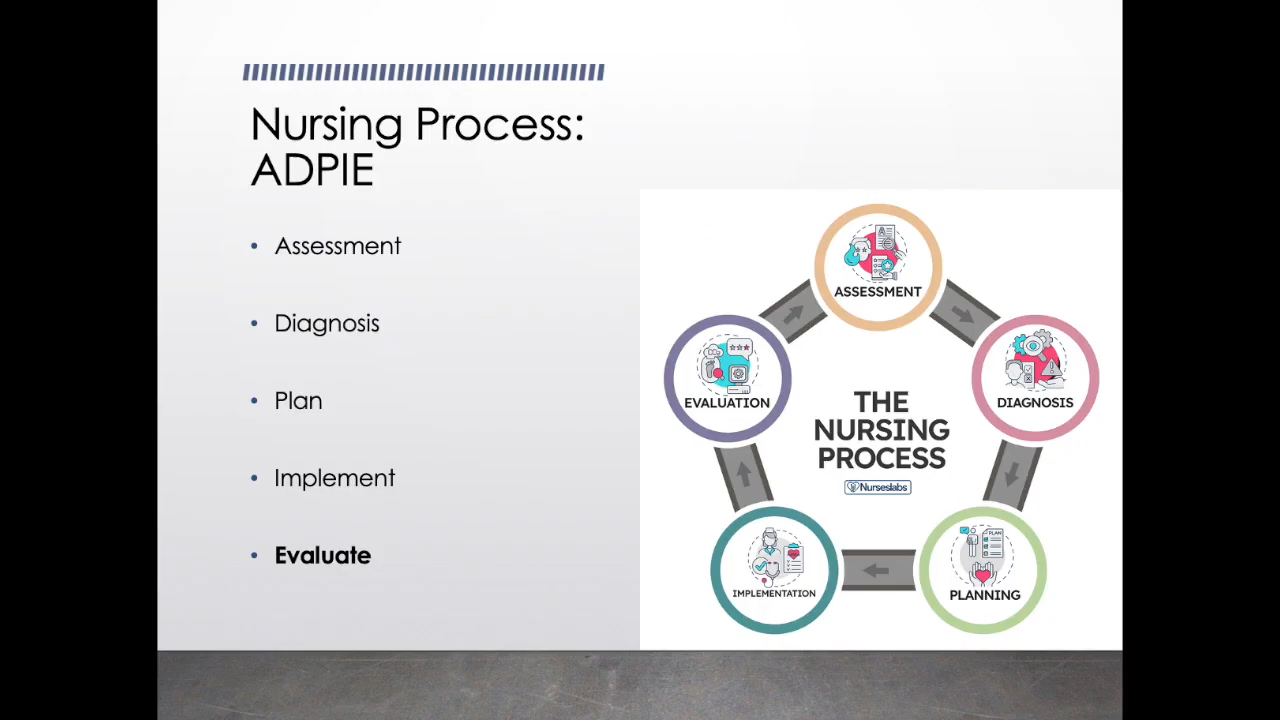 Nursing Process:
ADPIE
• Assessment
• Diagnosis
• Plan
• Implement
• Evaluate
ASSESSMENT
DIAGNOSIS
PLANNING
IMPLEMENTATION
EVALUATION
THE
NURSING
PROCESS
Nurseslabs